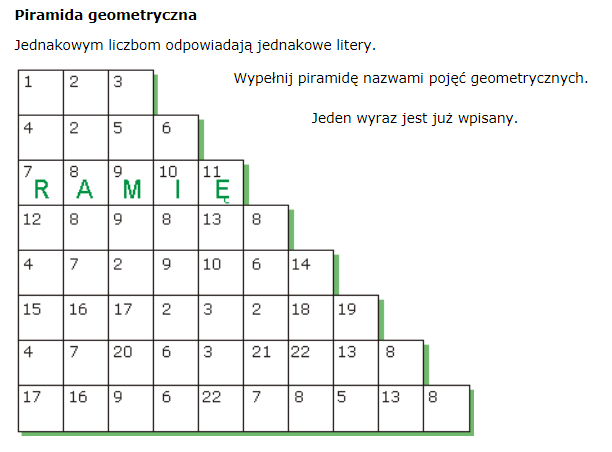 Piramida geometryczna
Jednakowym liczbom odpowiadają jednakowe litery.
Wypełnij piramidę nazwami pojęć geometrycznych.
Jeden wyraz jest już wpisany.
1 2 3
4 2 5 6
7 8 9 10 11
R A M I Ę
12 8 9 8 13 8
4 7 2 9 10 6 14
15 16 17 2 3 2 18 19
4 7 20 6 3 21 22 13 8
17 16 9 6 22 7 8 5 13 8